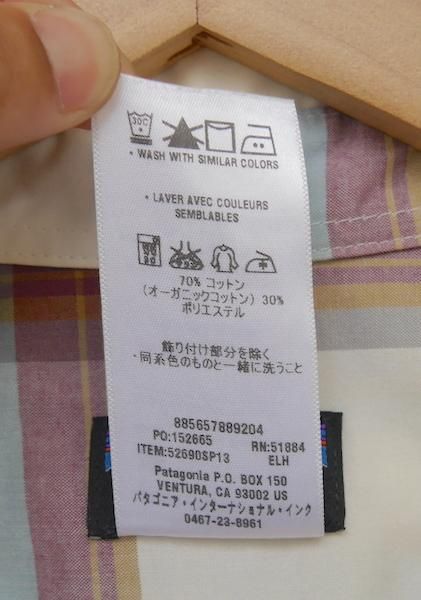 30C
• WASH WITH SIMILAR COLORS
• LAVER AVEC COULEURS
SEMBLABLES
70% コットン
(オーガニックコットン) 30%
ポリエステル
飾り付け部分を除く
・同系色のものと一緒に洗うこと
885657889204
PO:152665 RN:51884
ITEM:52690SP13 ELH
Patagonia P.O. BOX 150
VENTURA, CA 93002 US
パタゴニア・インターナショナル・インク
0467-23-8961